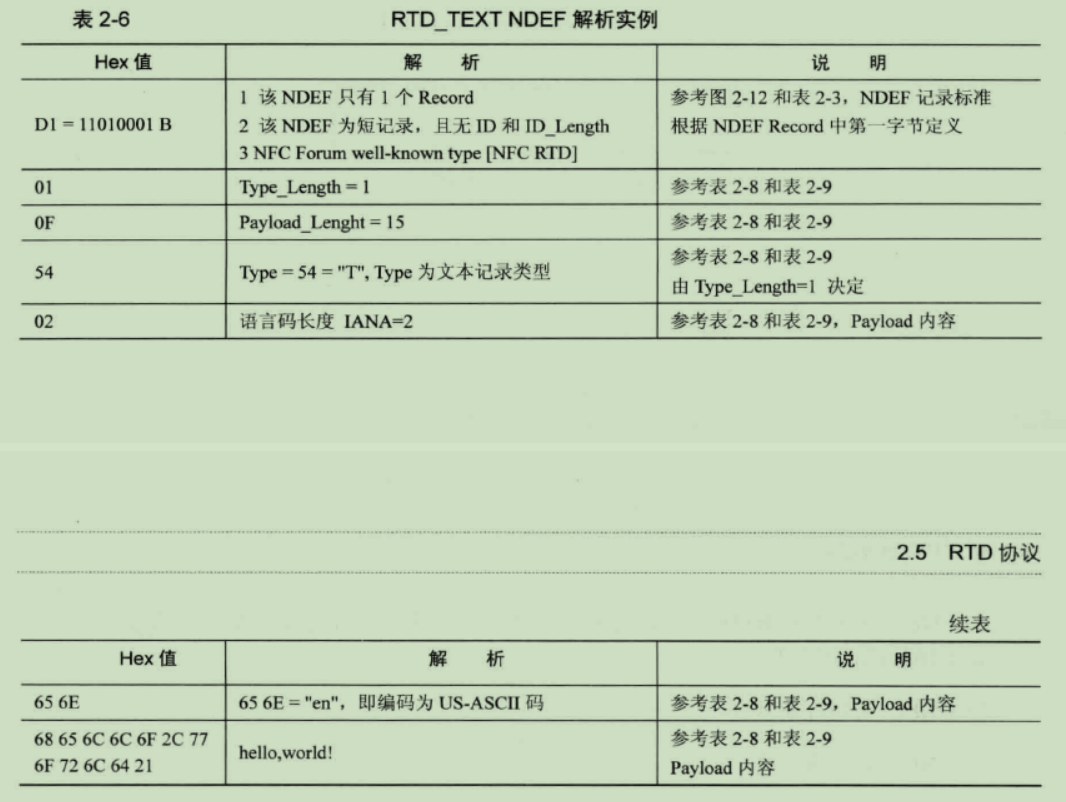 表 2-6 RTD_TEXT NDEF 解析实例
Hex 值 解 析 说 明
D1 = 11010001 B
1 该 NDEF 只有 1 个 Record
2 该 NDEF 为短记录，且无 ID 和 ID_Length
3 NFC Forum well-known type [NFC RTD]
参考图 2-12 和表 2-3，NDEF 记录标准
根据 NDEF Record 中第一字节定义
01 Type_Length = 1 参考表 2-8 和表 2-9
0F Payload_Lenght = 15 参考表 2-8 和表 2-9
54 Type = 54 = "T", Type 为文本记录类型
参考表 2-8 和表 2-9
由 Type_Length=1 决定
02 语言码长度 IANA=2 参考表 2-8 和表 2-9，Payload 内容
2.5 RTD 协议
续表
Hex 值 解 析 说 明
65 6E 65 6E = "en"，即编码为 US-ASCII 码 参考表 2-8 和表 2-9，Payload 内容
68 65 6C 6C 6F 2C 77
6F 72 6C 64 21
hello,world!
参考表 2-8 和表 2-9
Payload 内容